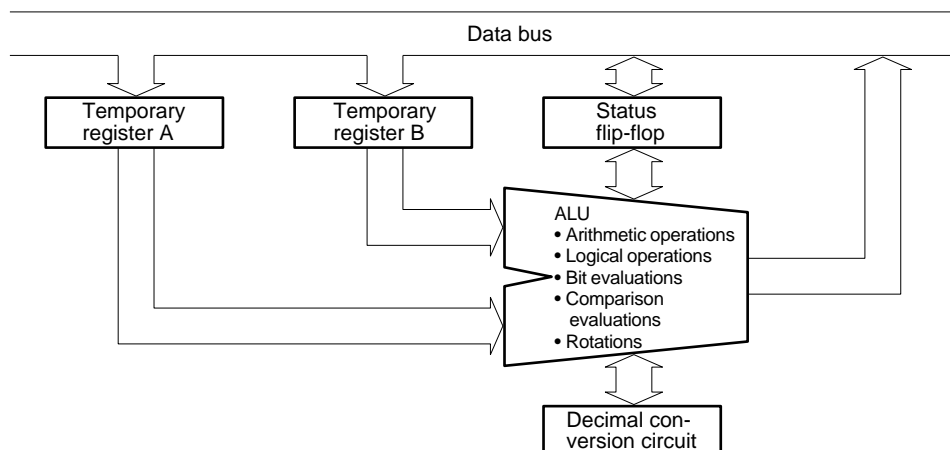 Data bus
Temporary
register A
Temporary
register B
Status
flip-flop
ALU
• Arithmetic operations
• Logical operations
• Bit evaluations
• Comparison
evaluations
• Rotations
Decimal con-
version circuit